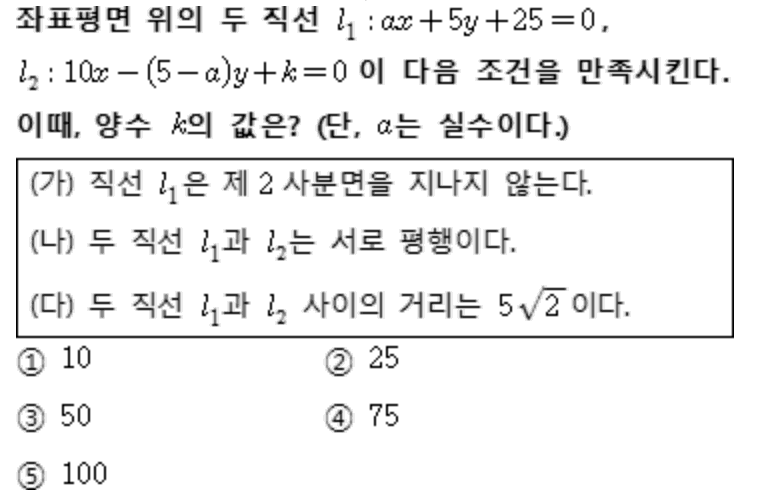 좌표평면 위의 두 직선 l₁ : ax+5y+25=0,
l₂ : 10x−(5−a)y+k=0 이 다음 조건을 만족시킨다.
이때, 양수 k의 값은? (단, a는 실수이다.)
(가) 직선 l₁은 제 2 사분면을 지나지 않는다.
(나) 두 직선 l₁과 l₂는 서로 평행이다.
(다) 두 직선 l₁과 l₂ 사이의 거리는 5√2 이다.
① 10 ② 25
③ 50 ④ 75
⑤ 100